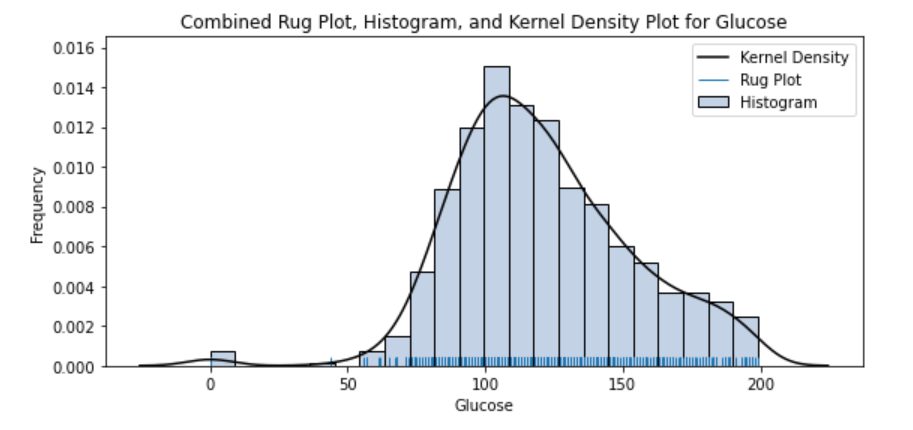 Combined Rug Plot, Histogram, and Kernel Density Plot for Glucose
0.016
0.014
0.012
0.010
0.008
0.006
0.004
0.002
0.000
Frequency
Kernel Density
Rug Plot
Histogram
0 50 100 150 200
Glucose